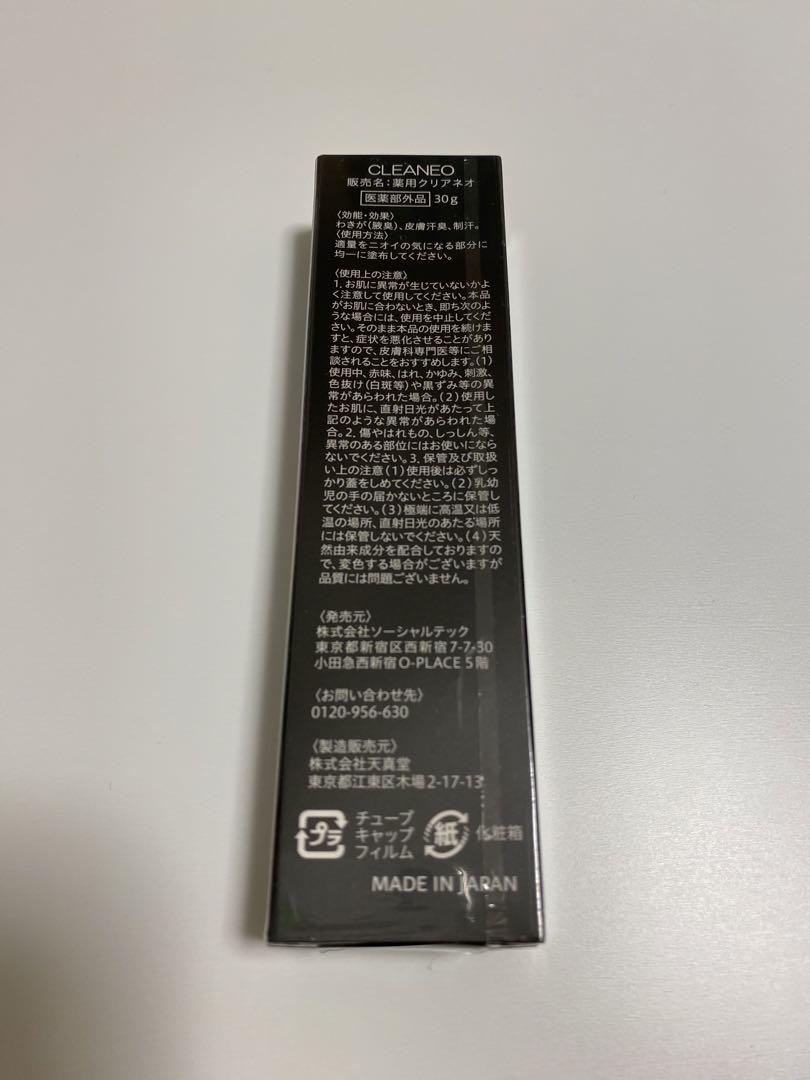 CLEANEO
販売名:薬用クリアネオ
医薬部外品 30g
〈効能・効果〉
わきが(腋臭)、皮膚汗臭、制汗。
〈使用方法〉
適量をニオイの気になる部分に
均一に塗布してください。
〈使用上の注意〉
1.お肌に異常が生じていないかよ
く注意して使用してください。本品
がお肌に合わないとき、即ち次のよ
うな場合には、使用を中止してくだ
さい。そのまま本品の使用を続けま
すと、症状を悪化させることがあり
ますので、皮膚科専門医等にご相
談されることをおすすめします。(1)
使用中、赤味、はれ、かゆみ、刺激、
色抜け(白斑等)や黒ずみ等の異
常があらわれた場合。(2)使用し
たお肌に、直射日光があたって上
記のような異常があらわれた場
合。2.傷やはれもの、しっしん等、
異常のある部位にはお使いになら
ないでください。3.保管及び取扱
い上の注意(1)使用後は必ずしっ
かり蓋をしめてください。(2)乳幼
児の手の届かないところに保管し
てください。(3)極端に高温又は低
温の場所、直射日光のあたる場所
には保管しないでください。(4)天
然由来成分を配合しておりますの
で、変色する場合がございますが
品質には問題ございません。
〈発売元〉
株式会社ソーシャルテック
東京都新宿区西新宿7-7-30
小田急西新宿O-PLACE 5階
〈お問い合わせ先〉
0120-956-630
〈製造販売元〉
株式会社天真堂
東京都江東区木場2-17-13
プラ チューブ キャップ フィルム 紙 化粧箱
MADE IN JAPAN